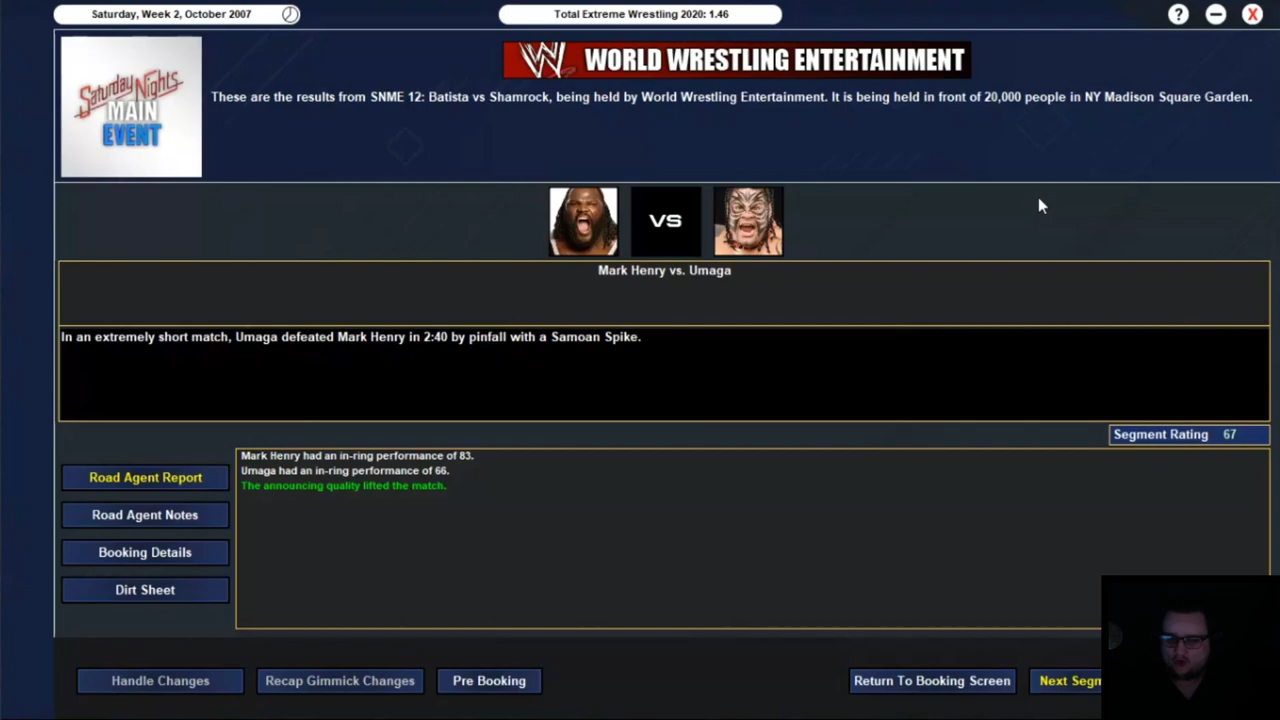 Saturday, Week 2, October 2007
Total Extreme Wrestling 2020: 1.46
?
X
Saturday Night's
MAIN
EVENT
W WORLD WRESTLING ENTERTAINMENT
These are the results from SNME 12: Batista vs Shamrock, being held by World Wrestling Entertainment. It is being held in front of 20,000 people in NY Madison Square Garden.
VS
Mark Henry vs. Umaga
In an extremely short match, Umaga defeated Mark Henry in 2:40 by pinfall with a Samoan Spike.
Segment Rating 67
Mark Henry had an in-ring performance of 83.
Umaga had an in-ring performance of 66.
The announcing quality lifted the match.
Road Agent Report
Road Agent Notes
Booking Details
Dirt Sheet
Handle Changes
Recap Gimmick Changes
Pre Booking
Return To Booking Screen
Next Segm